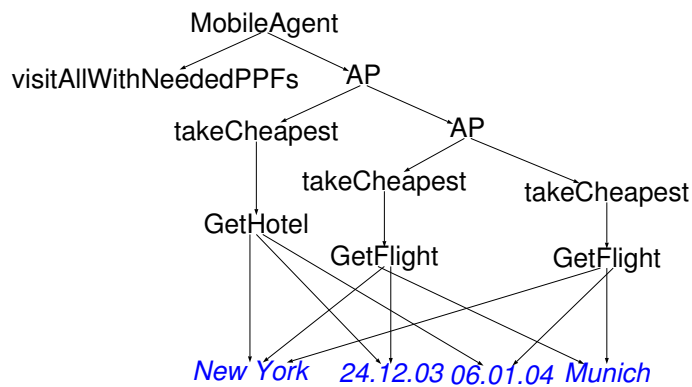 MobileAgent
visitAllWithNeededPPFs
AP
takeCheapest
AP
takeCheapest
takeCheapest
GetHotel
GetFlight
GetFlight
New York
24.12.03
06.01.04
Munich